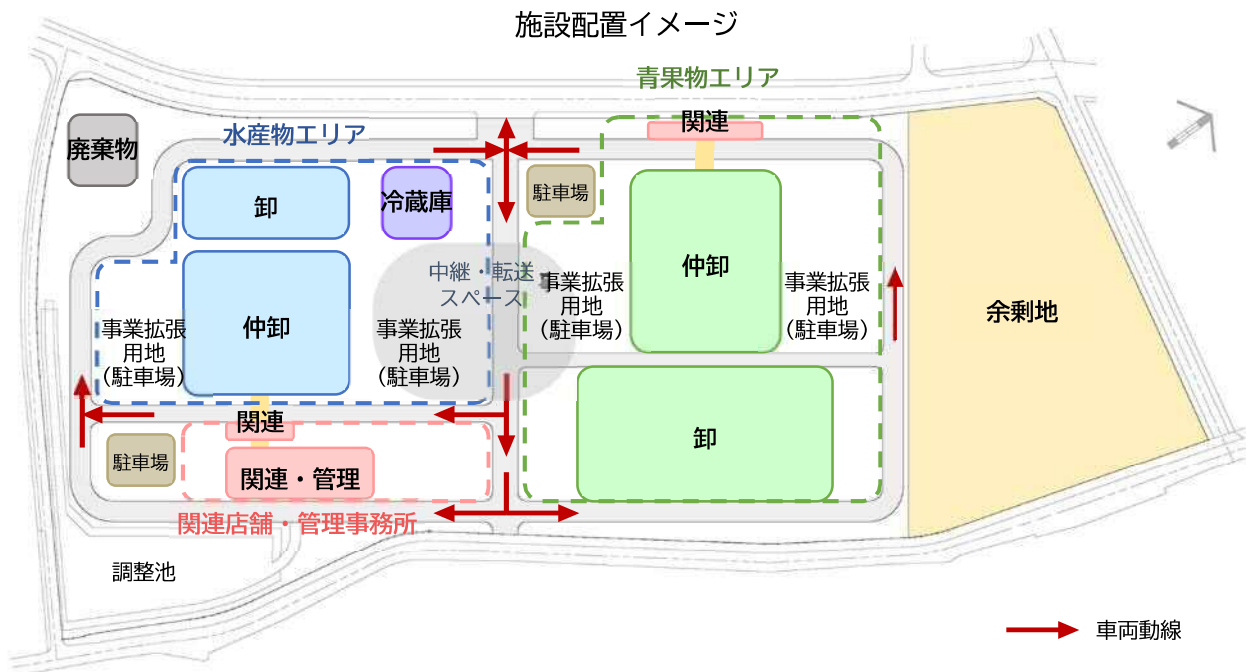 施設配置イメージ
青果物エリア
関連
水産物エリア
廃棄物
卸
冷蔵庫
駐車場
仲卸
中継・転送
スペース
事業拡張
用地
（駐車場）
事業拡張
用地
（駐車場）
余剰地
仲卸
事業拡張
用地
（駐車場）
事業拡張
用地
（駐車場）
関連
卸
駐車場
関連・管理
関連店舗・管理事務所
調整池
車両動線